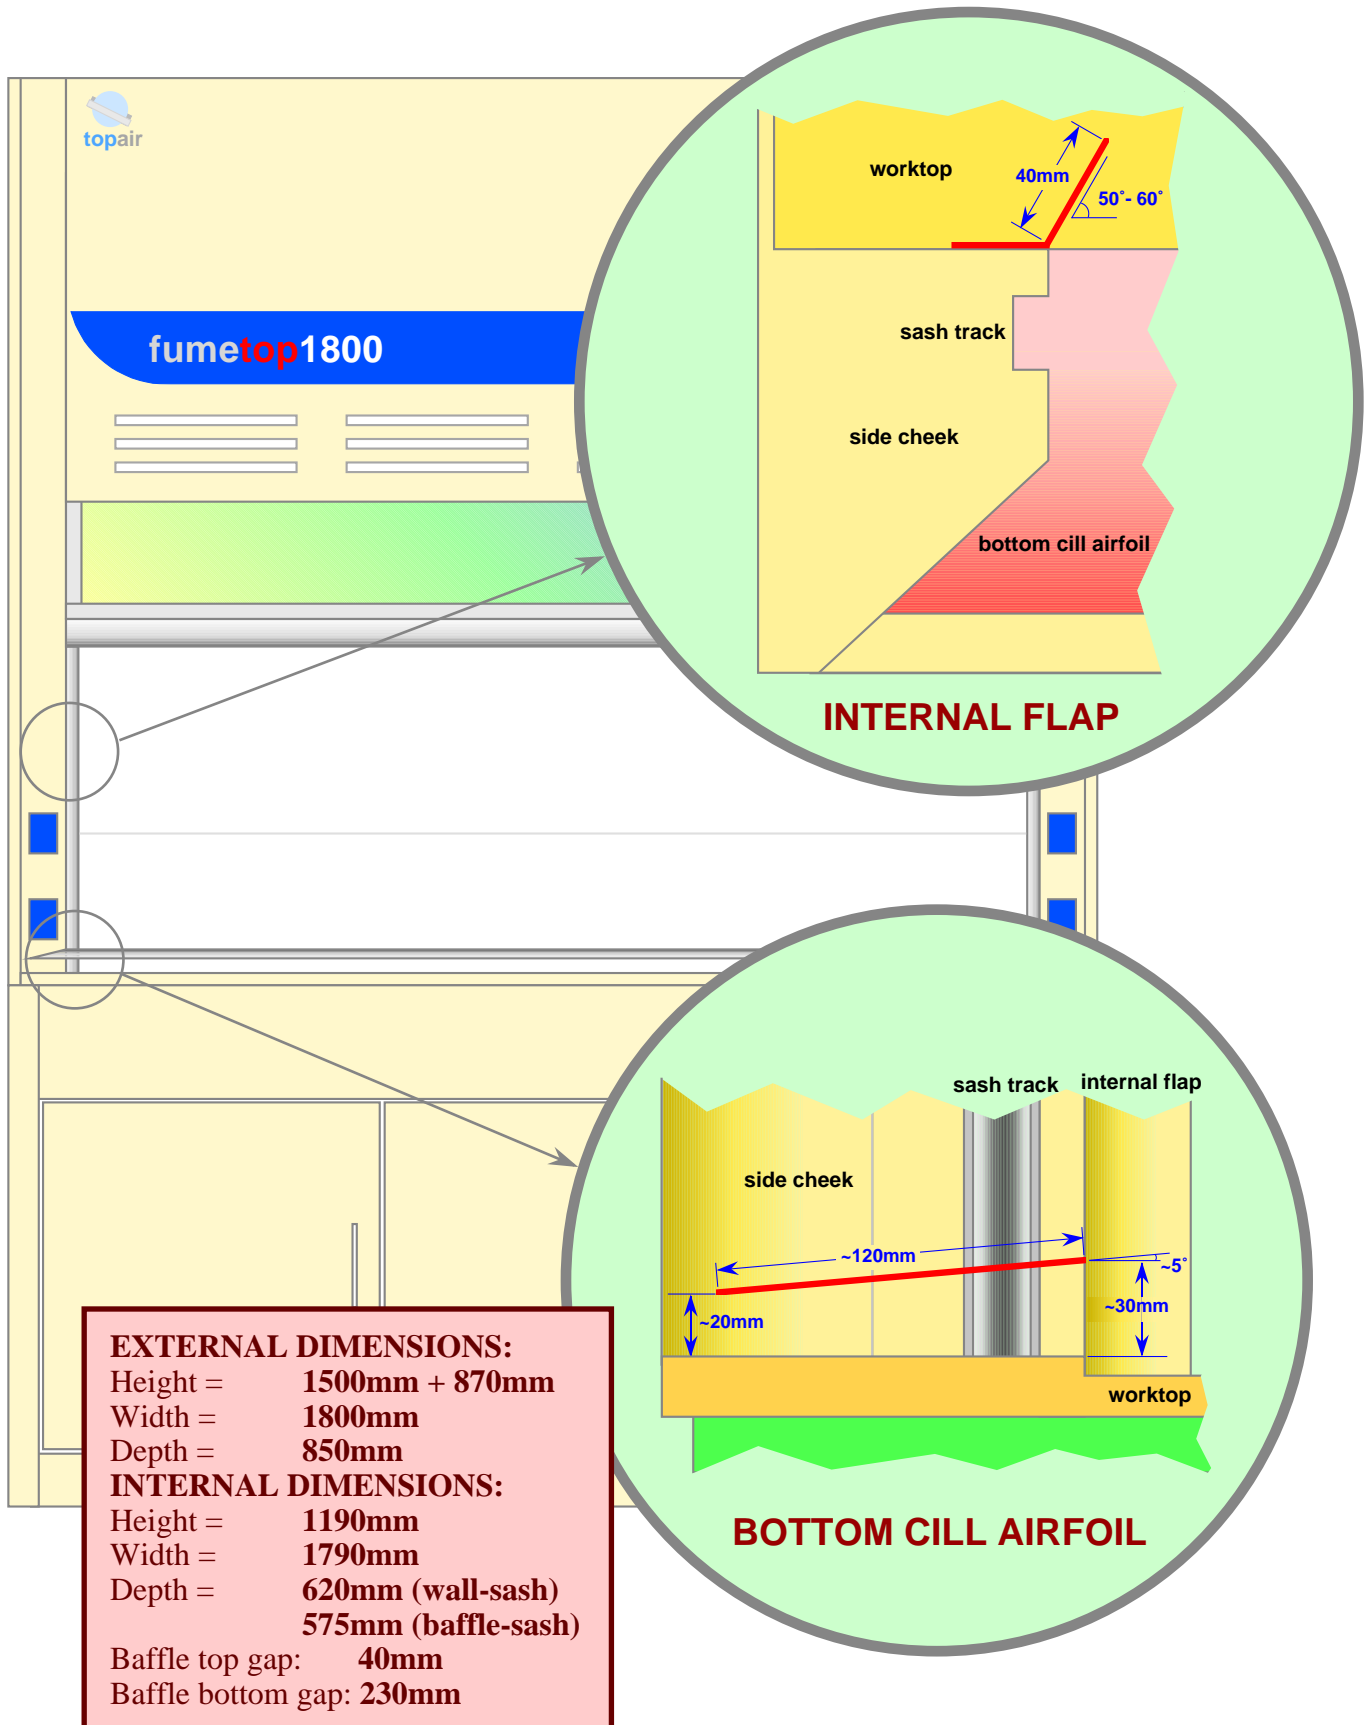 topair
fumetop1800
worktop
40mm
50°- 60°
sash track
side cheek
bottom cill airfoil
INTERNAL FLAP
sash track
internal flap
side cheek
~120mm
~5°
~20mm
~30mm
worktop
BOTTOM CILL AIRFOIL
EXTERNAL DIMENSIONS:
Height = 1500mm + 870mm
Width = 1800mm
Depth = 850mm
INTERNAL DIMENSIONS:
Height = 1190mm
Width = 1790mm
Depth = 620mm (wall-sash)
575mm (baffle-sash)
Baffle top gap: 40mm
Baffle bottom gap: 230mm